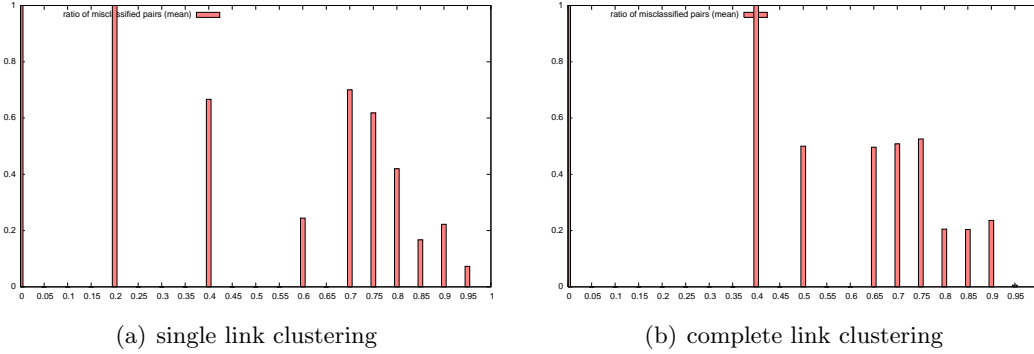 ratio of misclassified pairs (mean)
1
0.8
0.6
0.4
0.2
0
0 0.05 0.1 0.15 0.2 0.25 0.3 0.35 0.4 0.45 0.5 0.55 0.6 0.65 0.7 0.75 0.8 0.85 0.9 0.95 1
(a) single link clustering
ratio of misclassified pairs (mean)
1
0.8
0.6
0.4
0.2
0
0 0.05 0.1 0.15 0.2 0.25 0.3 0.35 0.4 0.45 0.5 0.55 0.6 0.65 0.7 0.75 0.8 0.85 0.9 0.95
(b) complete link clustering